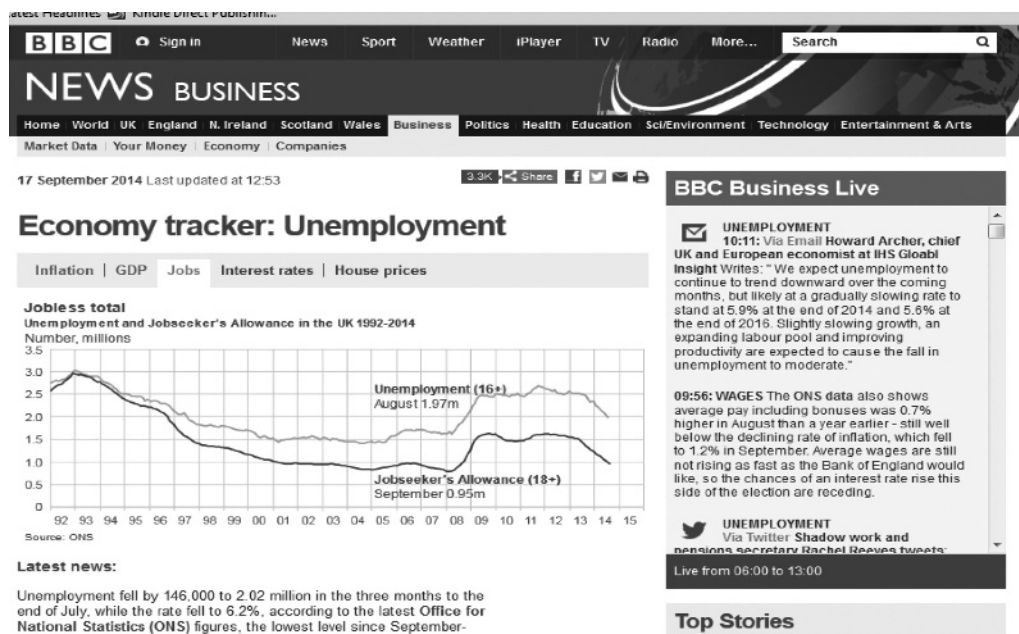 Latest Headlines Kindle Direct Publishin...
BBC Sign in News Sport Weather iPlayer TV Radio More... Search
NEWS BUSINESS
Home World UK England N. Ireland Scotland Wales Business Politics Health Education Sci/Environment Technology Entertainment & Arts
Market Data Your Money Economy Companies
17 September 2014 Last updated at 12:53
3.3K Share
Economy tracker: Unemployment
Inflation GDP Jobs Interest rates House prices
Jobless total
Unemployment and Jobseeker's Allowance in the UK 1992-2014
Number, millions
3.5
3.0
2.5
2.0
1.5
1.0
0.5
0
Unemployment (16+)
August 1.97m
Jobseeker's Allowance (18+)
September 0.95m
92 93 94 95 96 97 98 99 00 01 02 03 04 05 06 07 08 09 10 11 12 13 14 15
Source: ONS
Latest news:
Unemployment fell by 146,000 to 2.02 million in the three months to the
end of July, while the rate fell to 6.2%, according to the latest Office for
National Statistics (ONS) figures, the lowest level since September-
BBC Business Live
UNEMPLOYMENT
10:11: Via Email Howard Archer, chief
UK and European economist at IHS Gloabl
Insight Writes: " We expect unemployment to
continue to trend downward over the coming
months, but likely at a gradually slowing rate to
stand at 5.9% at the end of 2014 and 5.6% at
the end of 2016. Slightly slowing growth, an
expanding labour pool and improving
productivity are expected to cause the fall in
unemployment to moderate."
09:56: WAGES The ONS data also shows
average pay including bonuses was 0.7%
higher in August than a year earlier - still well
below the declining rate of inflation, which fell
to 1.2% in September. Average wages are still
not rising as fast as the Bank of England would
like, so the chances of an interest rate rise this
side of the election are receding.
UNEMPLOYMENT
Via Twitter Shadow work and
pensions secretary Rachel Reeves tweets:
Live from 06:00 to 13:00
Top Stories